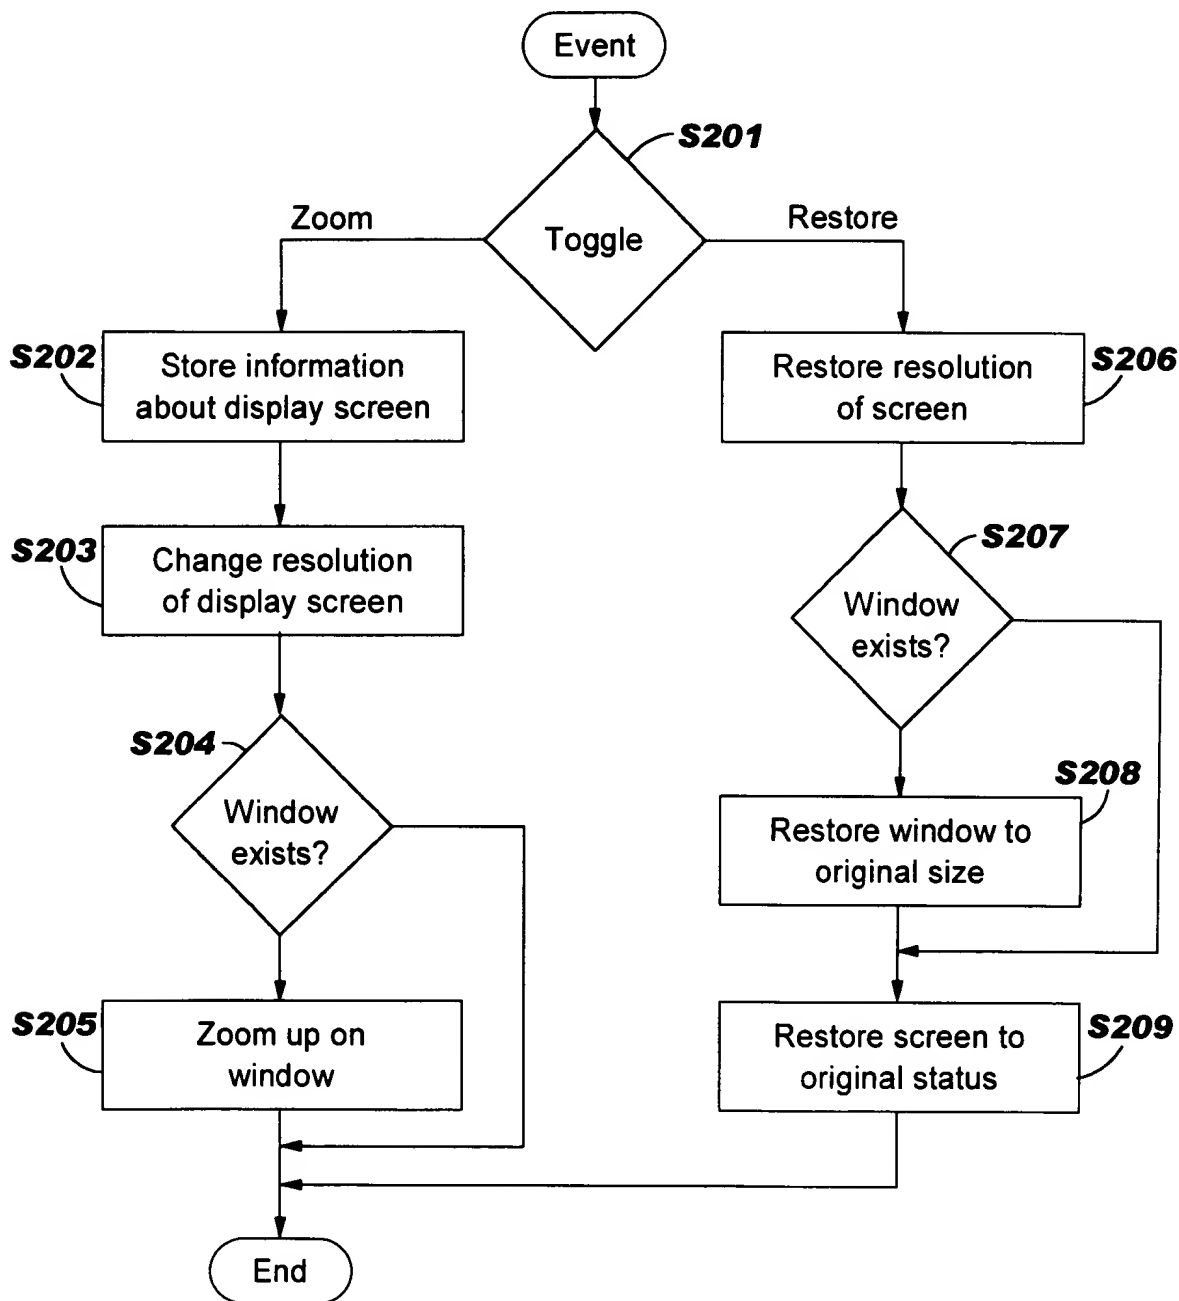 Event
S201
Toggle
Zoom
Restore
S202
Store information
about display screen
S203
Change resolution
of display screen
S204
Window
exists?
S205
Zoom up on
window
S206
Restore resolution
of screen
S207
Window
exists?
S208
Restore window to
original size
S209
Restore screen to
original status
End